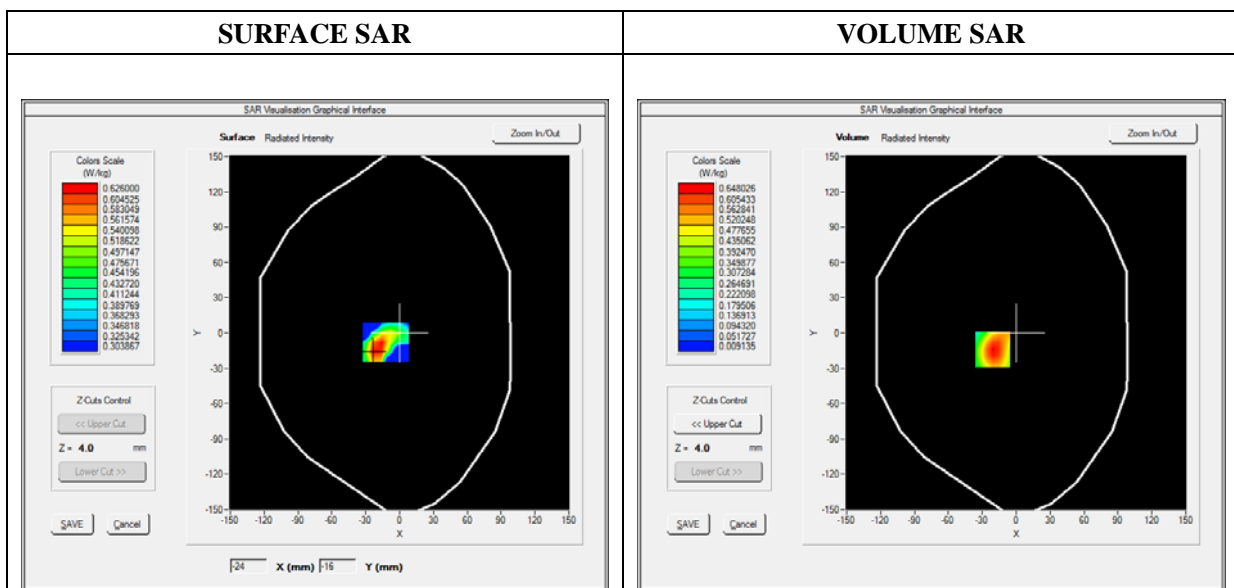 SURFACE SAR
VOLUME SAR
SAR Visualisation Graphical Interface
Surface Radiated Intensity
Zoom In/Out
Colors Scale
(W/kg)
0.626000
0.604525
0.583049
0.561574
0.540098
0.518622
0.497147
0.475671
0.454196
0.432720
0.411244
0.389769
0.368293
0.346818
0.325342
0.303867
Z-Cuts Control
<< Upper Cut
Z = 4.0 mm
Lower Cut >>
SAVE Cancel
150
120
90
60
30
0
-30
-60
-90
-120
-150
Y
-150 -120 -90 -60 -30 0 30 60 90 120 150
X
-24 X (mm) -16 Y (mm)
SAR Visualisation Graphical Interface
Volume Radiated Intensity
Zoom In/Out
Colors Scale
(W/kg)
0.648026
0.605433
0.562841
0.520248
0.477655
0.435062
0.392470
0.349877
0.307284
0.264691
0.222098
0.179506
0.136913
0.094320
0.051727
0.009135
Z-Cuts Control
<< Upper Cut
Z = 4.0 mm
Lower Cut >>
SAVE Cancel
150
120
90
60
30
0
-30
-60
-90
-120
-150
Y
-150 -120 -90 -60 -30 0 30 60 90 120 150
X